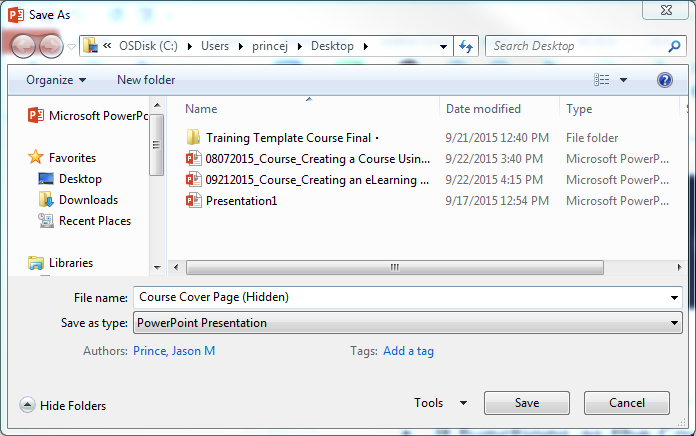 Save As
OSDisk (C:) Users princej Desktop Search Desktop
Organize New folder
Name Date modified Type
Microsoft PowerPo
Favorites
Desktop
Downloads
Recent Places
Libraries
Training Template Course Final 9/21/2015 12:40 PM File folder
08072015_Course_Creating a Course Usin... 9/22/2015 3:40 PM Microsoft PowerP...
09212015_Course_Creating an eLearning ... 9/22/2015 4:15 PM Microsoft PowerP...
Presentation1 9/17/2015 12:54 PM Microsoft PowerP...
File name: Course Cover Page (Hidden)
Save as type: PowerPoint Presentation
Authors: Prince, Jason M Tags: Add a tag
Hide Folders Tools Save Cancel